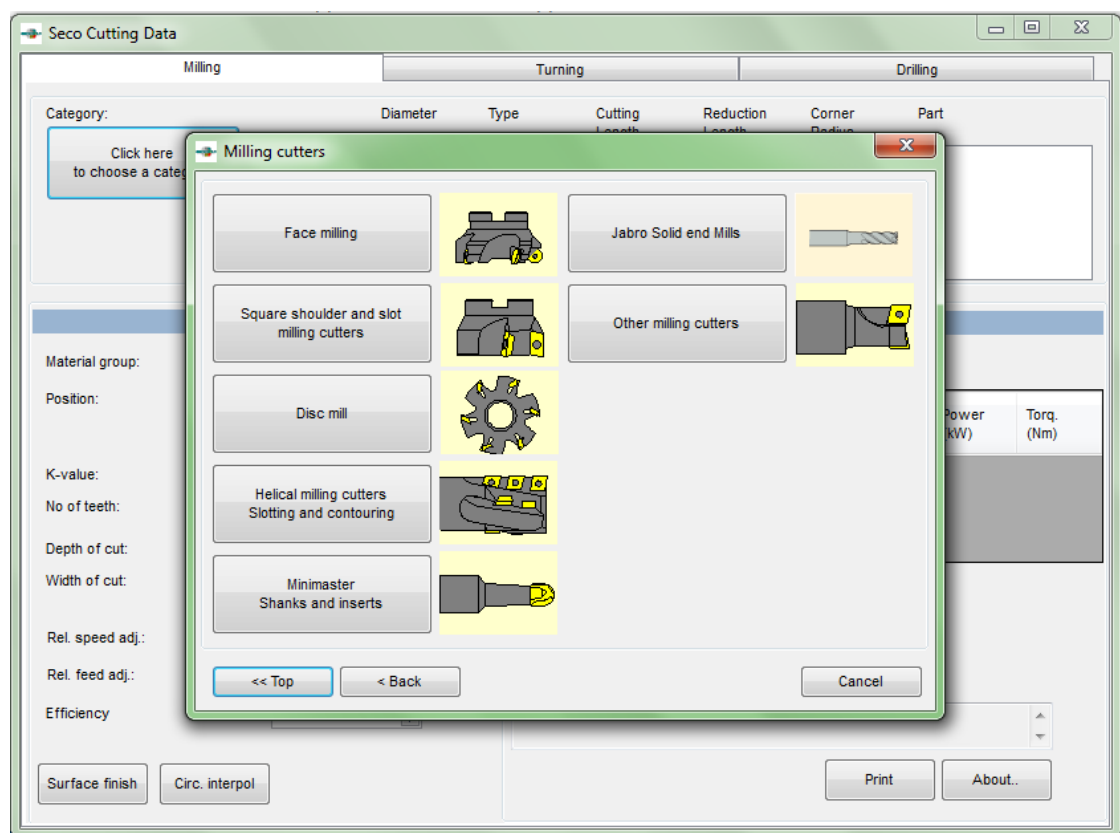 Seco Cutting Data
Milling
Turning
Drilling
Category:
Diameter
Type
Cutting
Reduction
Corner
Part
Click here
to choose a
Milling cutters
Face milling
Jabro Solid end Mills
Square shoulder and slot
milling cutters
Other milling cutters
Disc mill
Helical milling cutters
Slotting and contouring
Minimaster
Shanks and inserts
<< Top
< Back
Cancel
Material group:
Position:
K-value:
No of teeth:
Depth of cut:
Width of cut:
Rel. speed adj.:
Rel. feed adj.:
Efficiency
Power
(kW)
Torq.
(Nm)
Surface finish
Circ. interpol
Print
About..